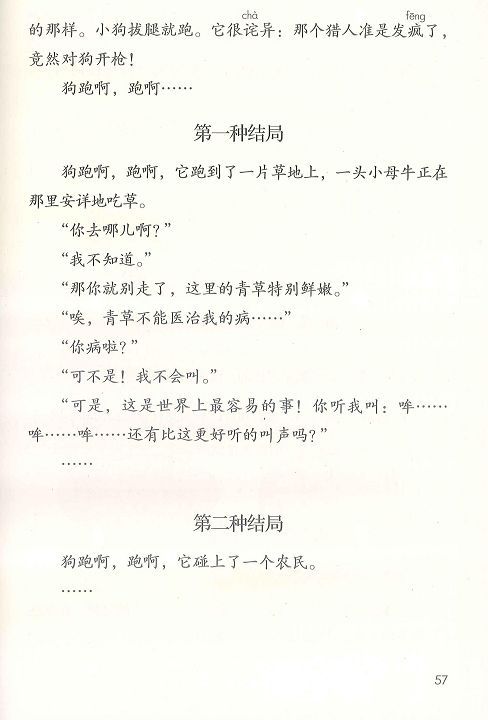 chà fēng
的那样。小狗拔腿就跑。它很诧异：那个猎人准是发疯了，
竟然对狗开枪！
狗跑啊，跑啊……
第一种结局
狗跑啊，跑啊，它跑到了一片草地上，一头小母牛正在
那里安详地吃草。
“你去哪儿啊？”
“我不知道。”
“那你就别走了，这里的青草特别鲜嫩。”
“唉，青草不能医治我的病……”
“你病啦？”
“可不是！我不会叫。”
“可是，这是世界上最容易的事！你听我叫：哞……
哞……哞……还有比这更好听的叫声吗？”
……
第二种结局
狗跑啊，跑啊，它碰上了一个农民。
……
57